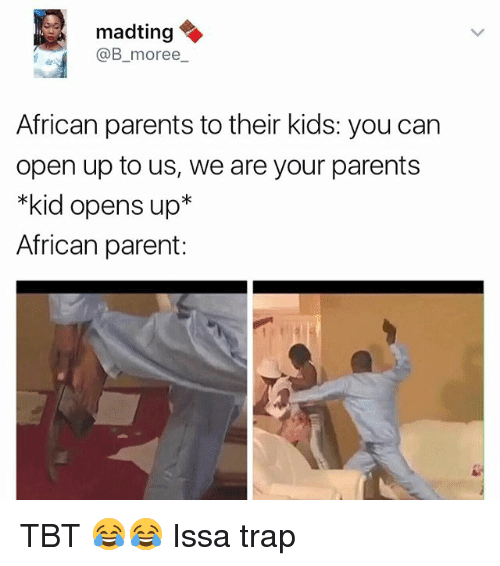 madting 🍫
@B_moree_
African parents to their kids: you can
open up to us, we are your parents
*kid opens up*
African parent:
TBT 😂😂 Issa trap